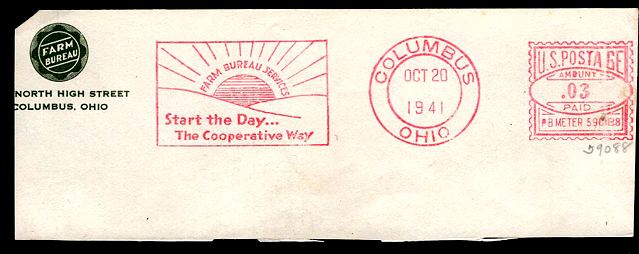 FARM
BUREAU
NORTH HIGH STREET
COLUMBUS, OHIO
FARM BUREAU SERVICES
Start the Day...
The Cooperative Way
COLUMBUS
OCT 20
1941
OHIO
U.S.POSTAGE
AMOUNT
.03
PAID
P B METER
59088